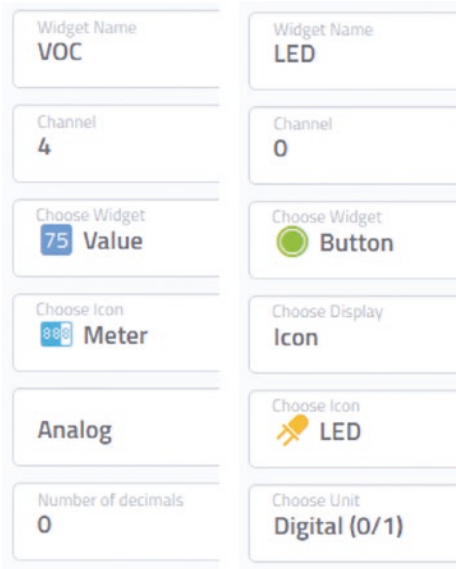 Widget Name
VOC
Channel
4
Choose Widget
75 Value
Choose Icon
888 Meter
Analog
Number of decimals
0
Widget Name
LED
Channel
0
Choose Widget
Button
Choose Display
Icon
Choose Icon
LED
Choose Unit
Digital (0/1)